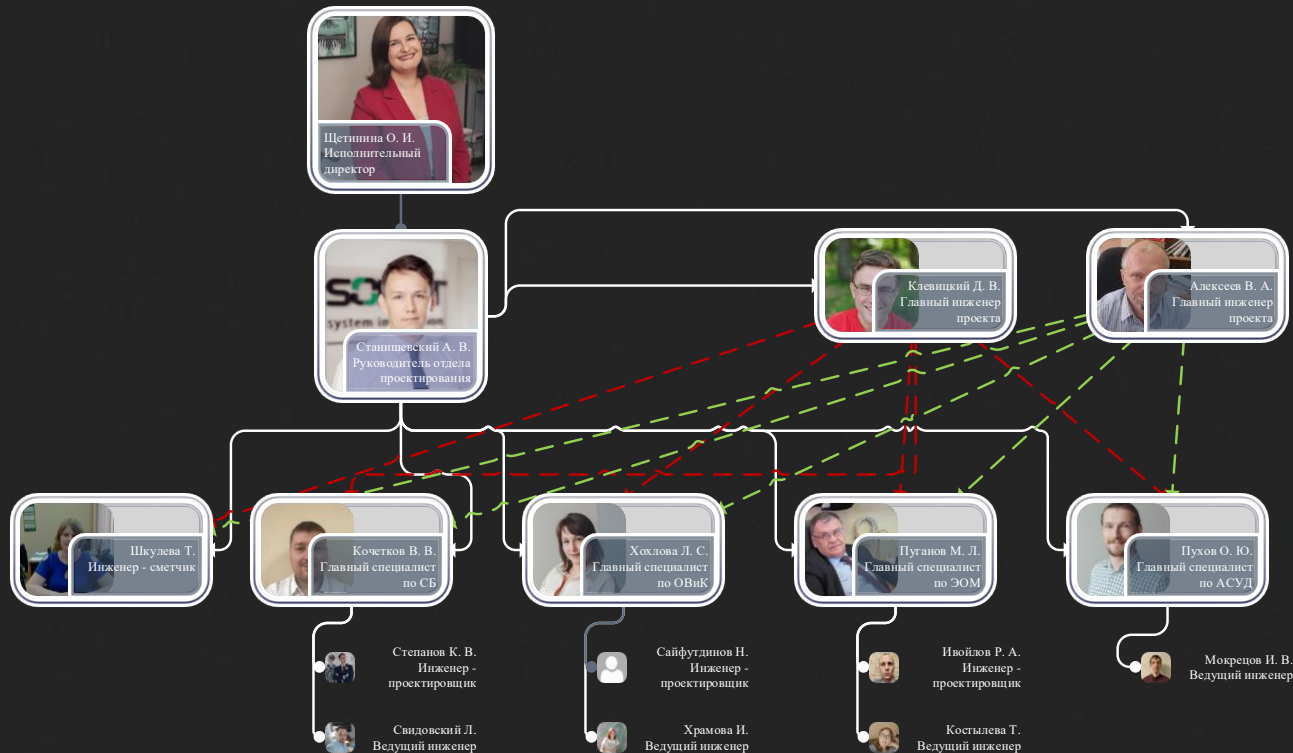 Щетинина О. И.
Исполнительный
директор
system in
Станишевский А. В.
Руководитель отдела
проектирования
Клевицкий Д. В.
Главный инженер
проекта
Алексеев В. А.
Главный инженер
проекта
Шкулева Т.
Инженер - сметчик
Кочетков В. В.
Главный специалист
по СБ
Хохлова Л. С.
Главный специалист
по ОВиК
Пуганов М. Л.
Главный специалист
по ЭОМ
Пухов О. Ю.
Главный специалист
по АСУД
Степанов К. В.
Инженер -
проектировщик
Свидовский Л.
Ведущий инженер
Сайфутдинов Н.
Инженер -
проектировщик
Храмова И.
Ведущий инженер
Ивойлов Р. А.
Инженер -
проектировщик
Костылева Т.
Ведущий инженер
Мокрецов И. В.
Ведущий инженер